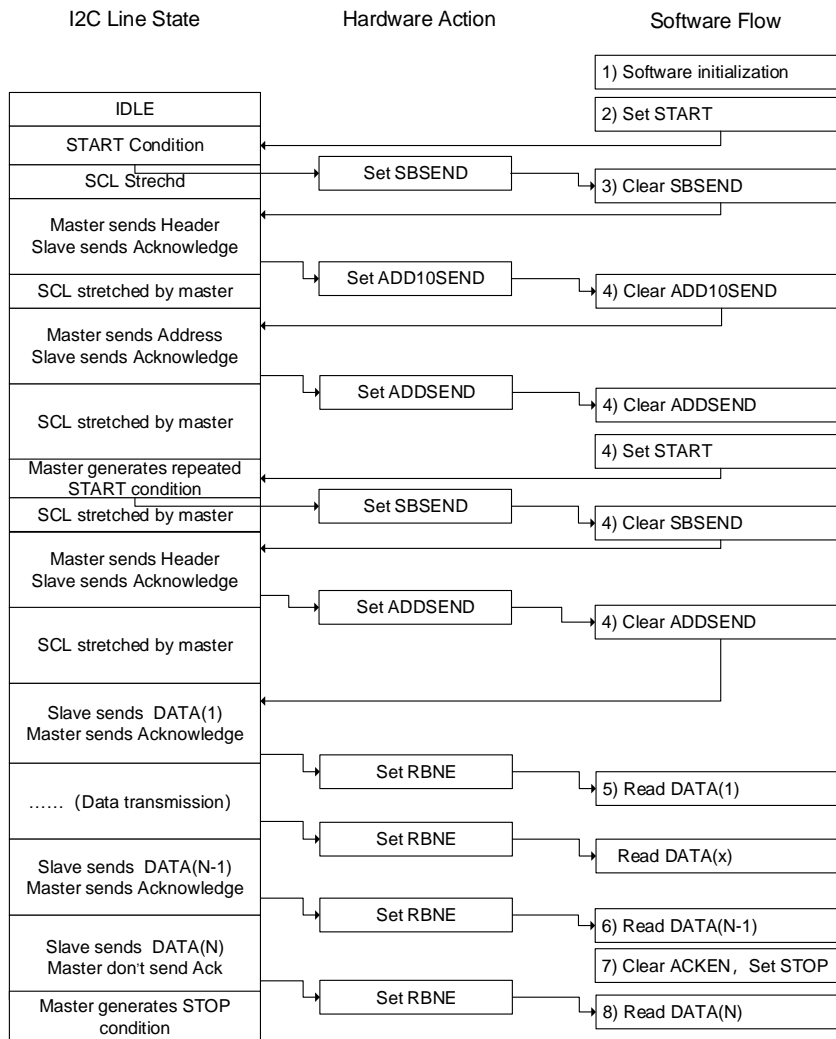 I2C Line State
Hardware Action
Software Flow
1) Software initialization
IDLE
2) Set START
START Condition
Set SBSEND
SCL Strechd
3) Clear SBSEND
Master sends Header
Slave sends Acknowledge
Set ADD10SEND
SCL stretched by master
4) Clear ADD10SEND
Master sends Address
Slave sends Acknowledge
Set ADDSEND
4) Clear ADDSEND
SCL stretched by master
4) Set START
Master generates repeated
START condition
Set SBSEND
SCL stretched by master
4) Clear SBSEND
Master sends Header
Slave sends Acknowledge
Set ADDSEND
4) Clear ADDSEND
SCL stretched by master
Slave sends DATA(1)
Master sends Acknowledge
Set RBNE
5) Read DATA(1)
…… (Data transmission)
Set RBNE
Read DATA(x)
Slave sends DATA(N-1)
Master sends Acknowledge
Set RBNE
6) Read DATA(N-1)
Slave sends DATA(N)
Master don't send Ack
7) Clear ACKEN, Set STOP
Set RBNE
8) Read DATA(N)
Master generates STOP
condition